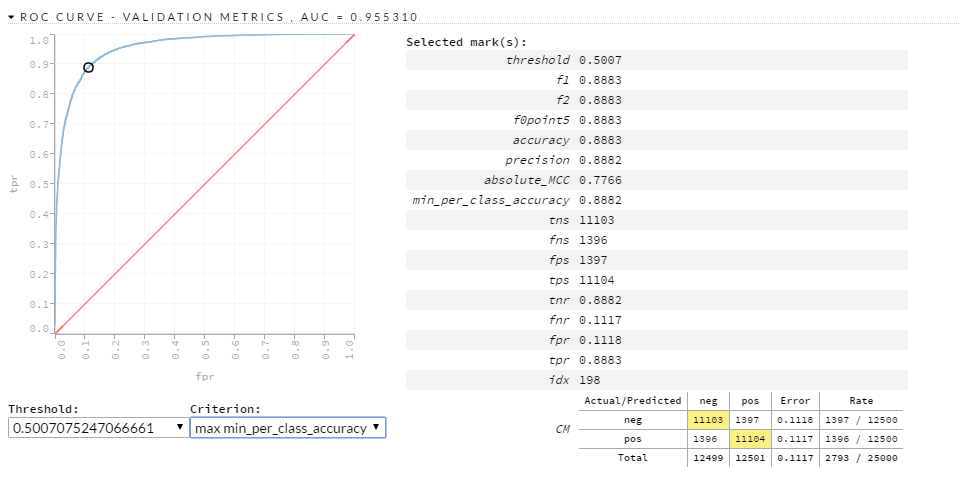 ROC CURVE - VALIDATION METRICS , AUC = 0.955310
1.0
0.9
0.8
0.7
0.6
0.5
0.4
0.3
0.2
0.1
0.0
tpr
0.0 0.1 0.2 0.3 0.4 0.5 0.6 0.7 0.8 0.9 1.0
fpr
Threshold: Criterion:
0.5007075247066661 max min_per_class_accuracy
Selected mark(s):
threshold 0.5007
f1 0.8883
f2 0.8883
f0point5 0.8883
accuracy 0.8883
precision 0.8882
absolute_MCC 0.7766
min_per_class_accuracy 0.8882
tns 11103
fns 1396
fps 1397
tps 11104
tnr 0.8882
fnr 0.1117
fpr 0.1118
tpr 0.8883
idx 198
CM
Actual/Predicted neg pos Error Rate
neg 11103 1397 0.1118 1397 / 12500
pos 1396 11104 0.1117 1396 / 12500
Total 12499 12501 0.1117 2793 / 25000